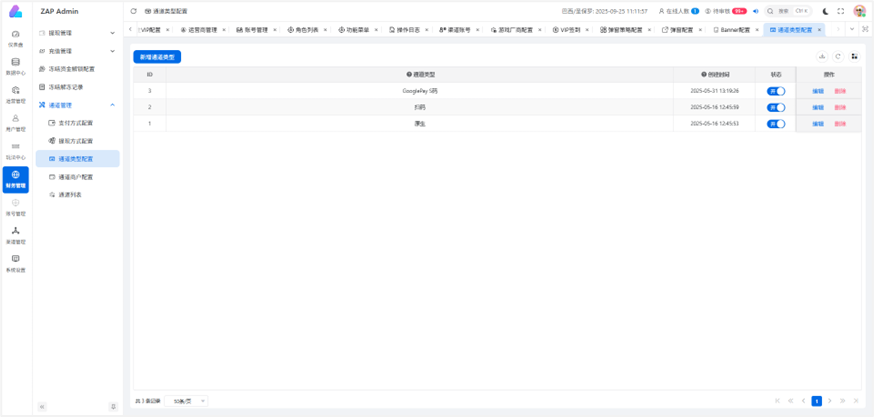 ZAP Admin
通道类型配置
巴西/圣保罗: 2025-09-25 11:11:37
在线人数 1
待审核 99+
搜索 Ctrl K
VIP配置 ×
运营商管理 ×
账号管理 ×
角色列表 ×
功能菜单 ×
操作日志 ×
渠道账号 ×
游戏厂商配置 ×
VIP签到 ×
弹窗策略配置 ×
弹窗配置 ×
Banner配置 ×
通道类型配置 ×
仪表盘
数据中心
运营管理
用户管理
玩法中心
财务管理
账号管理
渠道管理
系统设置
提现管理
充值管理
冻结资金解锁配置
冻结解冻记录
通道管理
支付方式配置
提现方式配置
通道类型配置
通道商户配置
通道列表
新增通道类型
ID 通道类型 创建时间 状态 操作
3 GooglePay 扫码 2025-05-31 13:19:26 开 编辑 删除
2 扫码 2025-05-16 12:45:59 开 编辑 删除
1 原生 2025-05-16 12:45:53 开 编辑 删除
共 3 条记录
50条/页
1